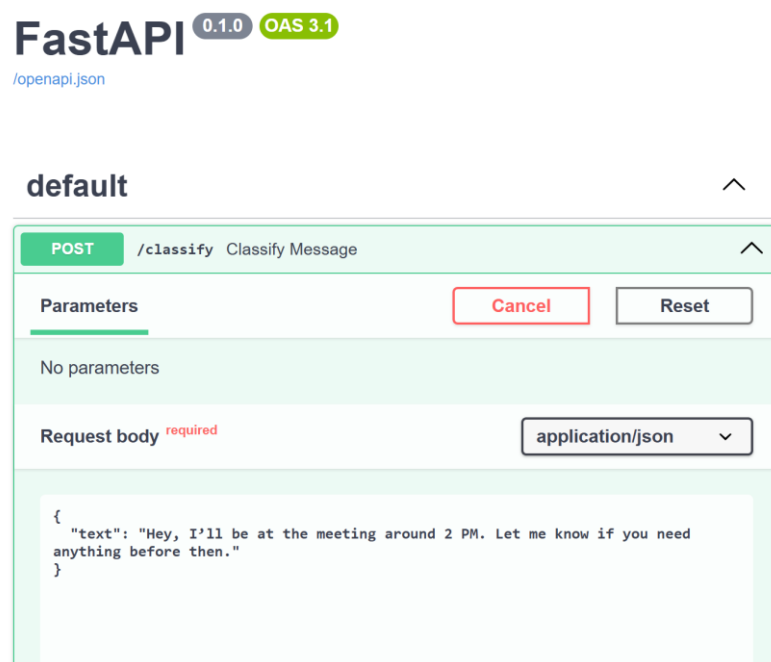 FastAPI 0.1.0 OAS 3.1
/openapi.json
default
POST /classify Classify Message
Parameters
Cancel
Reset
No parameters
Request body required
application/json
{
  "text": "Hey, I’ll be at the meeting around 2 PM. Let me know if you need
anything before then."
}